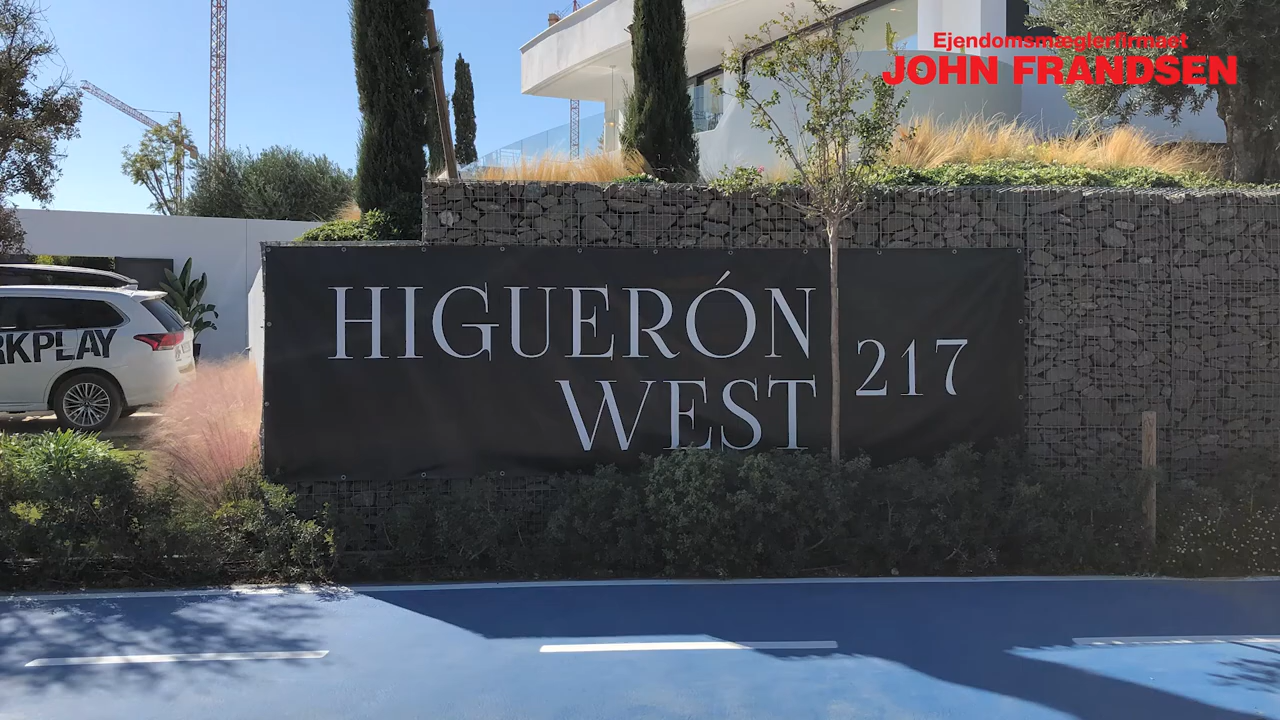 Ejendomsmæglerfirmaet
JOHN FRANDSEN
HIGUERÓN
WEST
217
RKPLAY